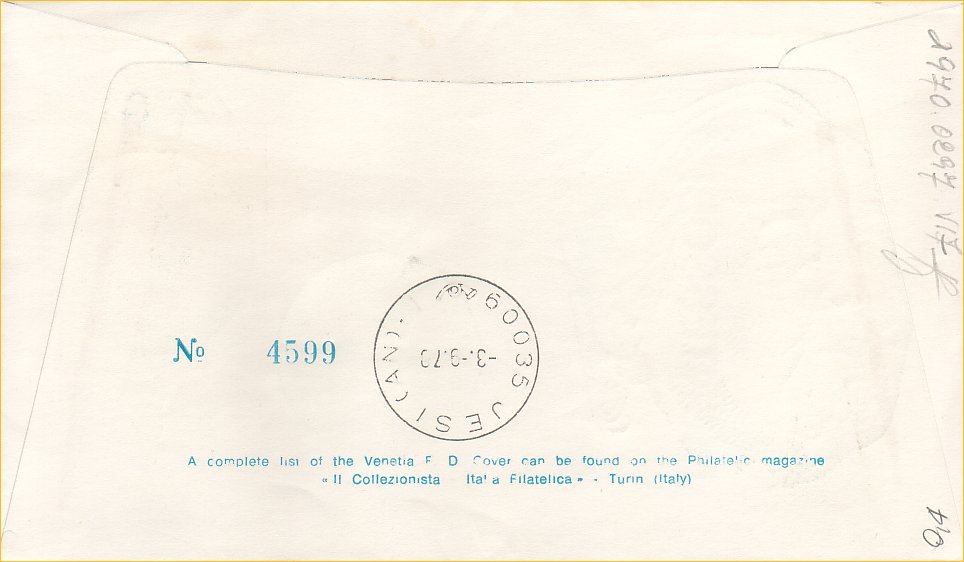 Nº 4599
60035 JESI (AN).
-3.-9.70
A complete list of the Venetia F. D. Cover can be found on the Philatelic magazine
« Il Collezionista - Italia Filatelica » - Turin (Italy)